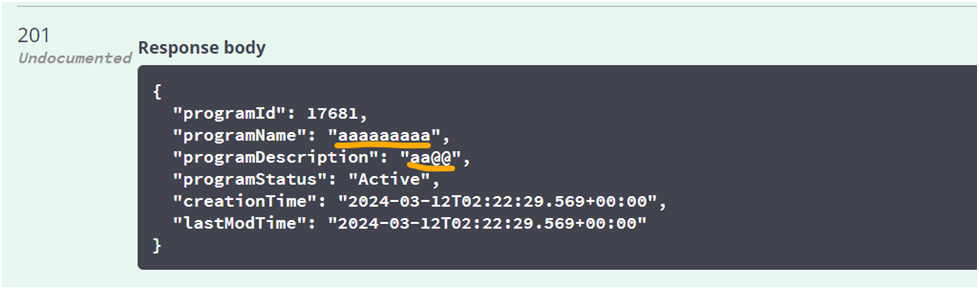 201
Undocumented
Response body
{
"programId": 17681,
"programName": "aaaaaaaaa",
"programDescription": "aa@@",
"programStatus": "Active",
"creationTime": "2024-03-12T02:22:29.569+00:00",
"lastModTime": "2024-03-12T02:22:29.569+00:00"
}